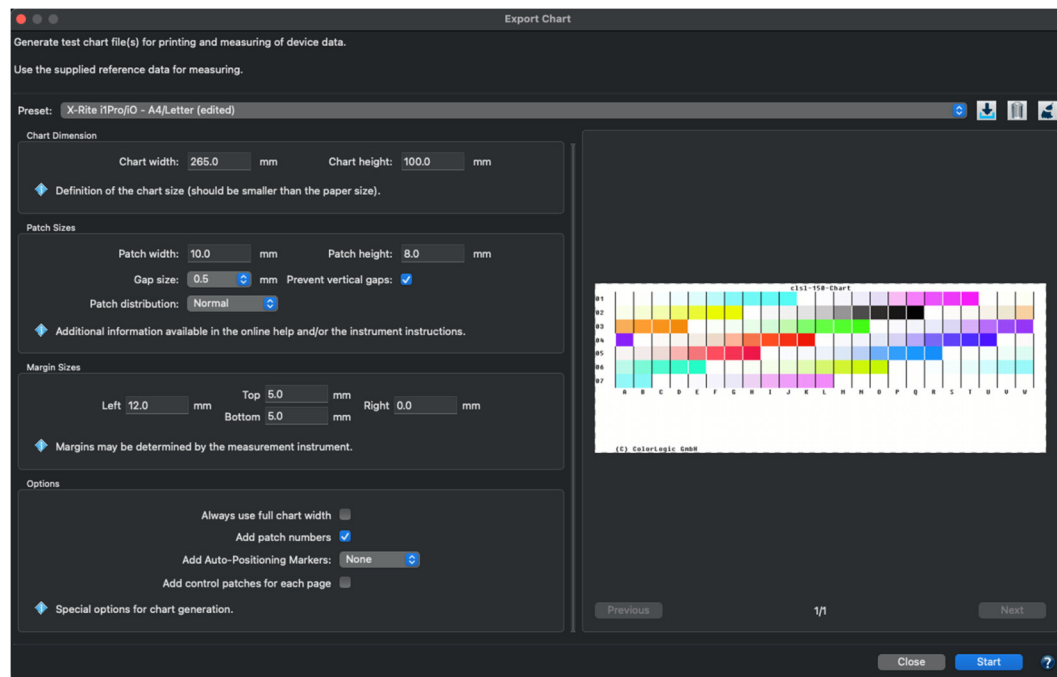 Export Chart
Generate test chart file(s) for printing and measuring of device data.
Use the supplied reference data for measuring.
Preset: X-Rite i1Pro/iO - A4/Letter (edited)
Chart Dimension
Chart width: 265.0 mm Chart height: 100.0 mm
Definition of the chart size (should be smaller than the paper size).
Patch Sizes
Patch width: 10.0 mm Patch height: 8.0 mm
Gap size: 0.5 mm Prevent vertical gaps:
Patch distribution: Normal
Additional information available in the online help and/or the instrument instructions.
Margin Sizes
Top 5.0 mm
Left 12.0 mm Right 0.0 mm
Bottom 5.0 mm
Margins may be determined by the measurement instrument.
Options
Always use full chart width
Add patch numbers
Add Auto-Positioning Markers: None
Add control patches for each page
Special options for chart generation.
clsl-150-Chart
01
02
03
04
05
06
07
A B C D E F G H I J K L M N O P Q R S T U V W
(C) ColorLogic GmbH
Previous 1/1 Next
Close Start ?